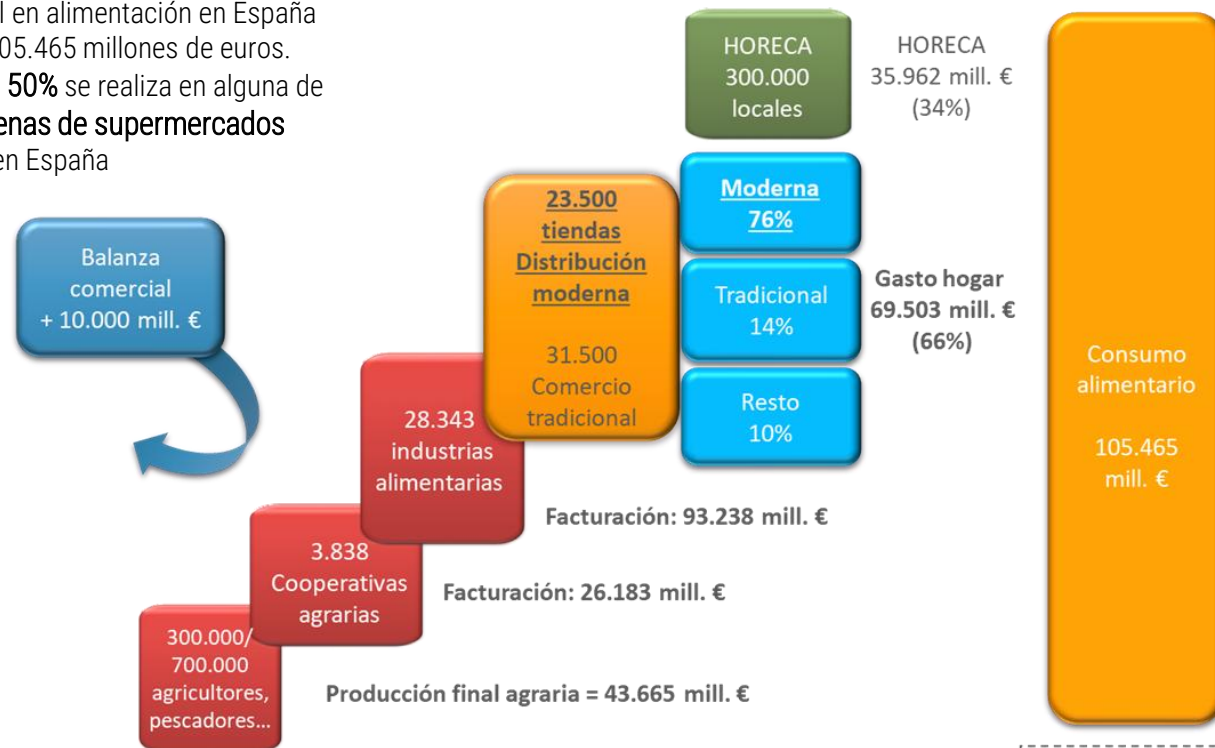 l en alimentación en España
05.465 millones de euros.
50% se realiza en alguna de
enas de supermercados
en España
HORECA
300.000
locales
HORECA
35.962 mill. €
(34%)
Moderna
76%
Tradicional
14%
Resto
10%
Gasto hogar
69.503 mill. €
(66%)
Consumo
alimentario
105.465
mill. €
23.500
tiendas
Distribución
moderna
31.500
Comercio
tradicional
Balanza
comercial
+ 10.000 mill. €
28.343
industrias
alimentarias
Facturación: 93.238 mill. €
3.838
Cooperativas
agrarias
Facturación: 26.183 mill. €
300.000/
700.000
agricultores,
pescadores...
Producción final agraria = 43.665 mill. €